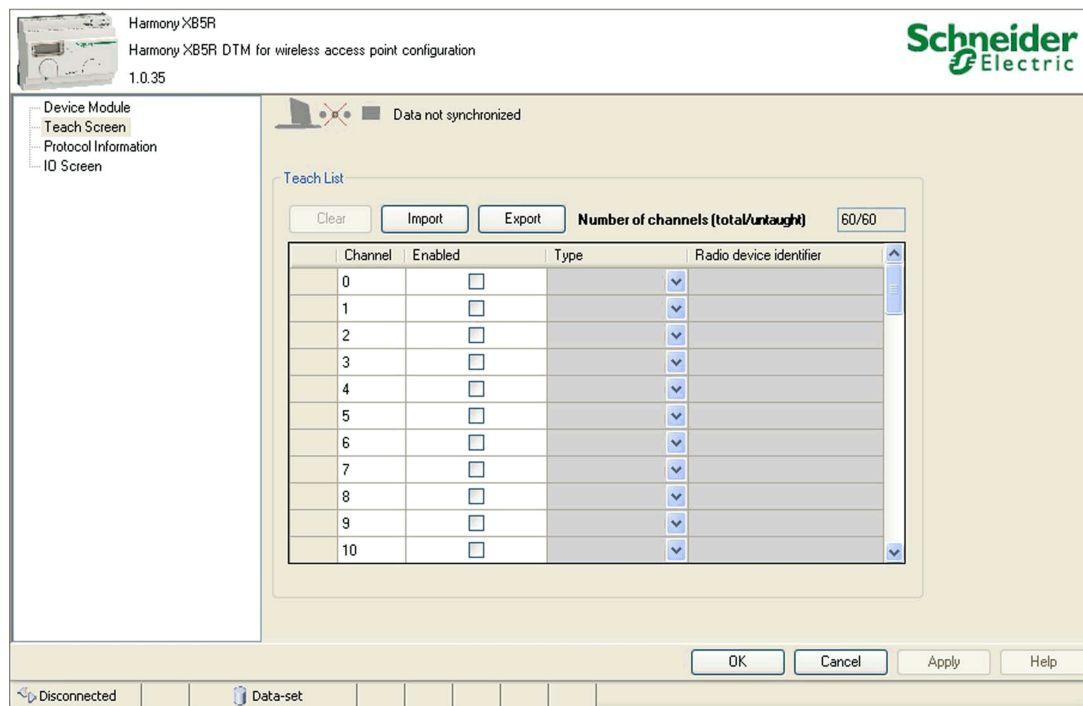 Harmony XB5R
Harmony XB5R DTM for wireless access point configuration
1.0.35
Schneider
Electric
Device Module
Teach Screen
Protocol Information
IO Screen
Data not synchronized
Teach List
Clear Import Export Number of channels (total/untaught) 60/60
Channel Enabled Type Radio device identifier
0
1
2
3
4
5
6
7
8
9
10
OK Cancel Apply Help
Disconnected Data-set